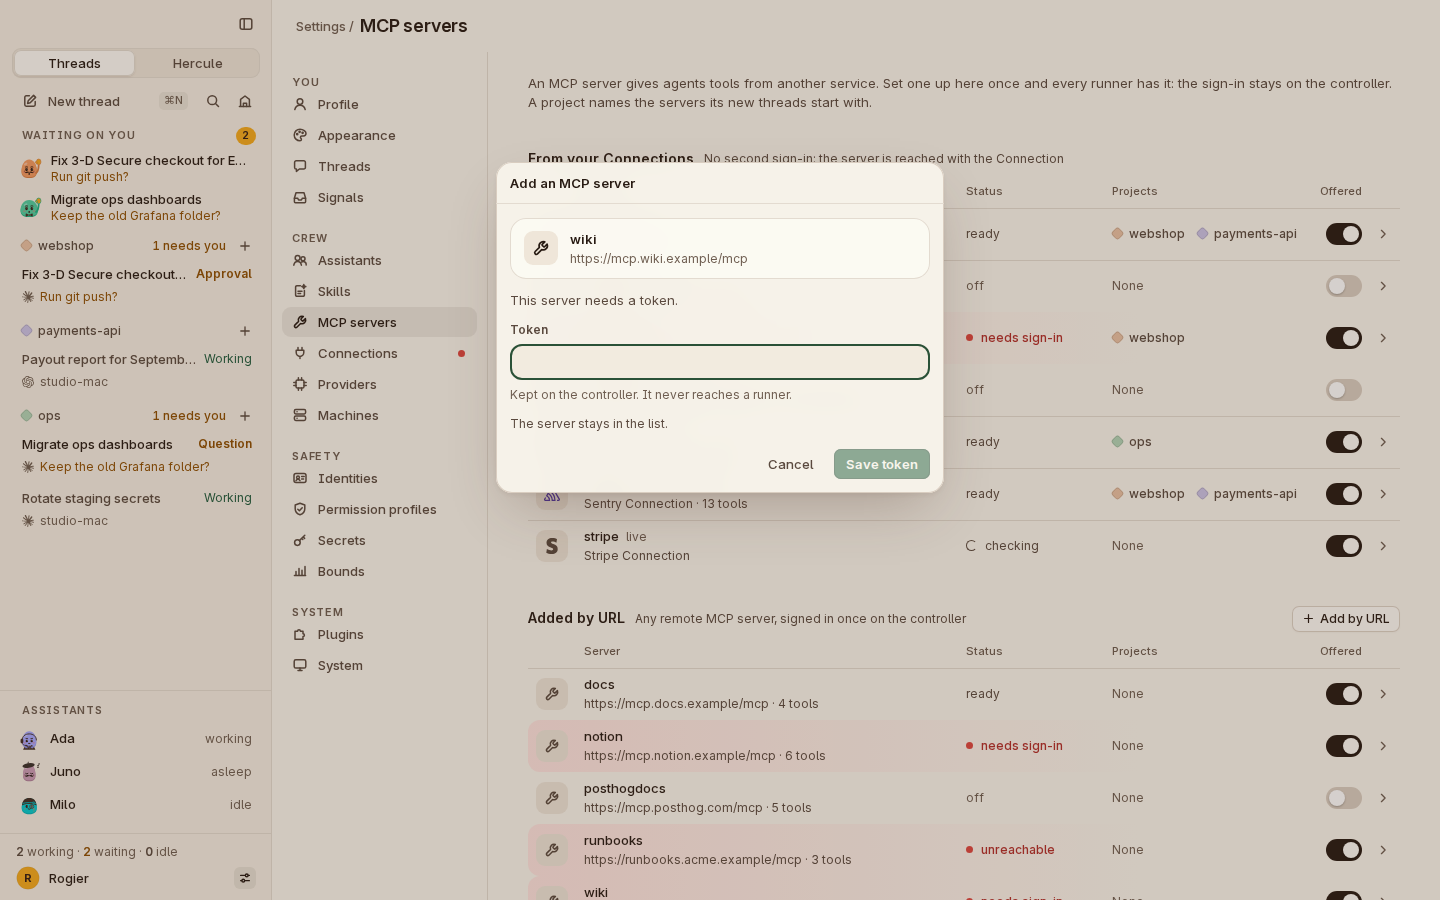 Threads
Hercule
New thread
⌘N
WAITING ON YOU
2
Fix 3-D Secure checkout for E…
Run git push?
Migrate ops dashboards
Keep the old Grafana folder?
webshop
1 needs you
Fix 3-D Secure checkout…
Approval
Run git push?
payments-api
Payout report for Septemb…
Working
studio-mac
ops
1 needs you
Migrate ops dashboards
Question
Keep the old Grafana folder?
Rotate staging secrets
Working
studio-mac
ASSISTANTS
Ada
working
Juno
asleep
Milo
idle
2 working · 2 waiting · 0 idle
R
Rogier
Settings / MCP servers
YOU
Profile
Appearance
Threads
Signals
CREW
Assistants
Skills
MCP servers
Connections
Providers
Machines
SAFETY
Identities
Permission profiles
Secrets
Bounds
SYSTEM
Plugins
System
An MCP server gives agents tools from another service. Set one up here once and every runner has it: the sign-in stays on the controller.
A project names the servers its new threads start with.
From your Connections No second sign-in: the server is reached with the Connection
Status Projects Offered
ready webshop payments-api
off None
needs sign-in webshop
off None
ready ops
ready webshop payments-api
Sentry Connection · 13 tools
stripe live
Stripe Connection
checking None
Add an MCP server
wiki
https://mcp.wiki.example/mcp
This server needs a token.
Token
Kept on the controller. It never reaches a runner.
The server stays in the list.
Cancel
Save token
Added by URL Any remote MCP server, signed in once on the controller
Add by URL
Server Status Projects Offered
docs
https://mcp.docs.example/mcp · 4 tools
ready None
notion
https://mcp.notion.example/mcp · 6 tools
needs sign-in None
posthogdocs
https://mcp.posthog.com/mcp · 5 tools
off None
runbooks
https://runbooks.acme.example/mcp · 3 tools
unreachable None
wiki
needs sign-in None